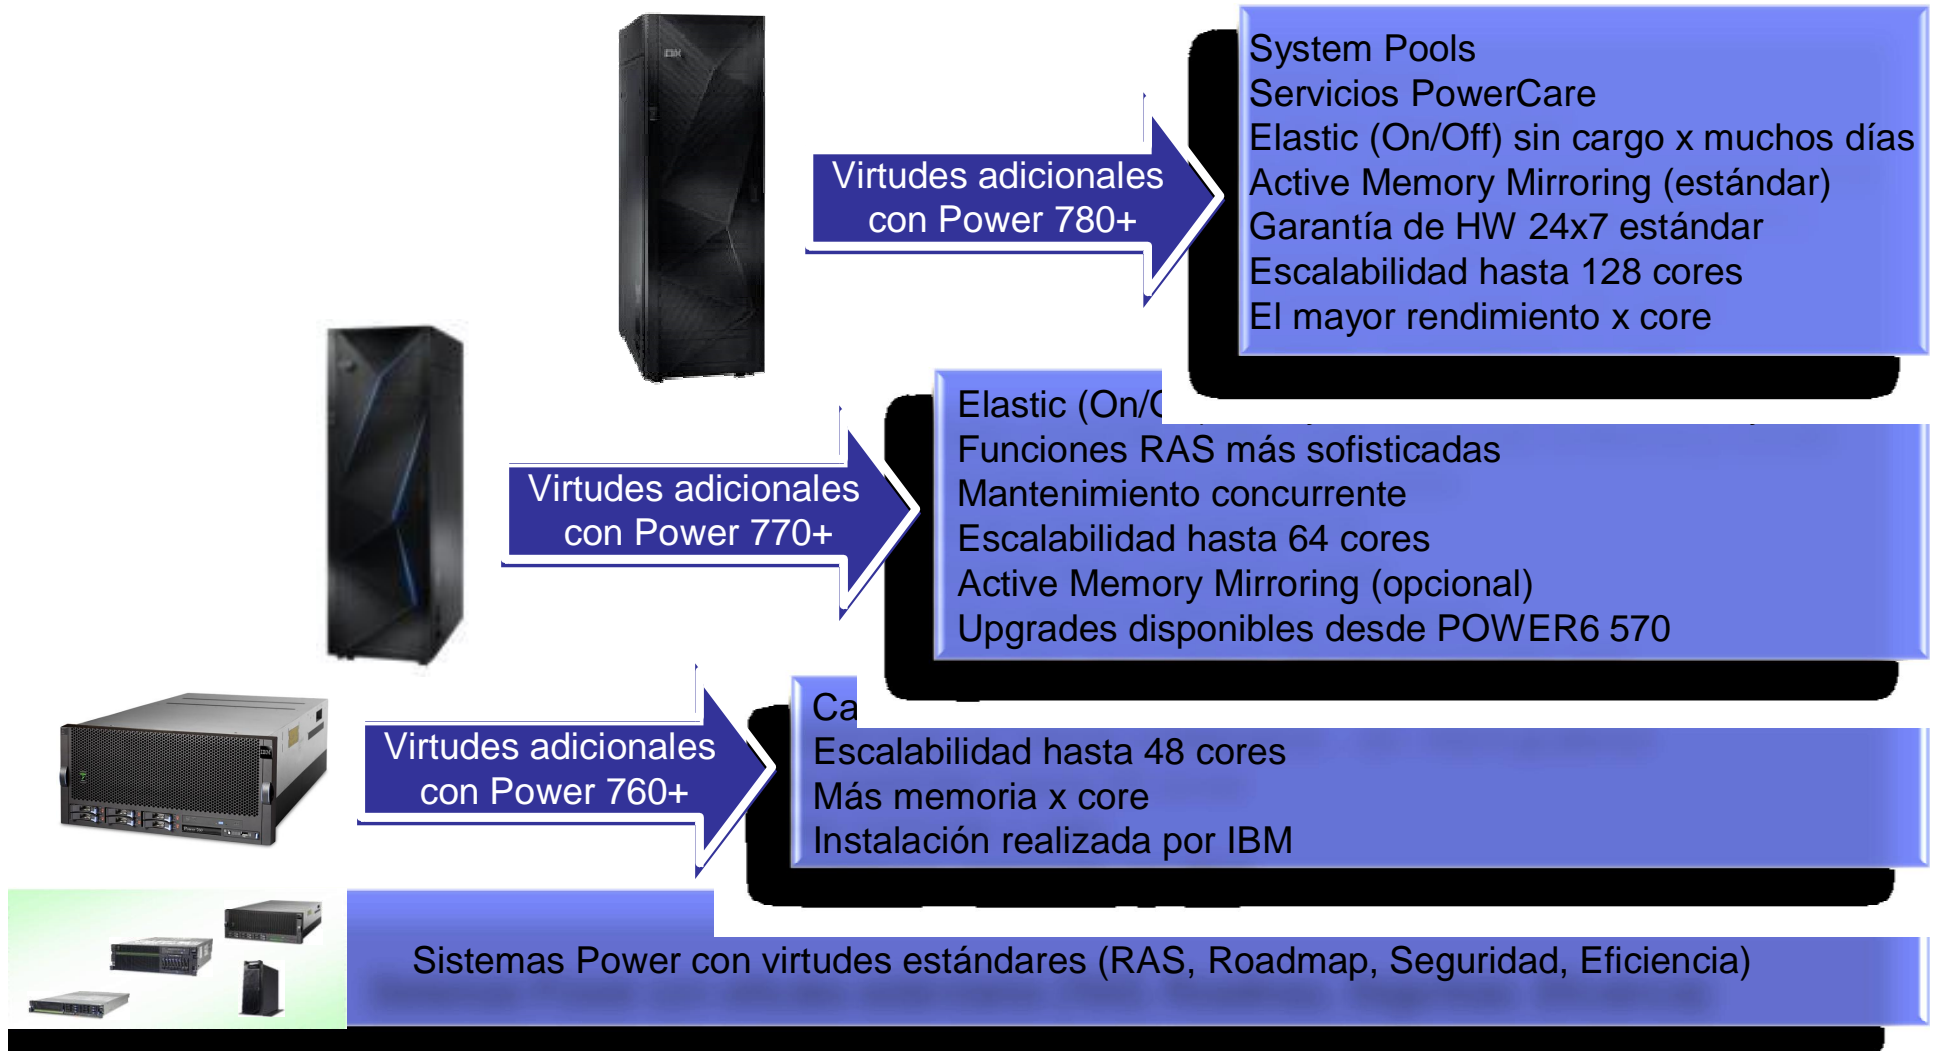 System Pools
Servicios PowerCare
Elastic (On/Off) sin cargo x muchos días
Active Memory Mirroring (estándar)
Garantía de HW 24x7 estándar
Escalabilidad hasta 128 cores
El mayor rendimiento x core
Virtudes adicionales
con Power 780+
Elastic
Funciones RAS más sofisticadas
Mantenimiento concurrente
Escalabilidad hasta 64 cores
Active Memory Mirroring (opcional)
Upgrades disponibles desde POWER6 570
Virtudes adicionales
con Power 770+
Escalabilidad hasta 48 cores
Más memoria x core
Instalación realizada por IBM
Virtudes adicionales
con Power 760+
Sistemas Power con virtudes estándares (RAS, Roadmap, Seguridad, Eficiencia)